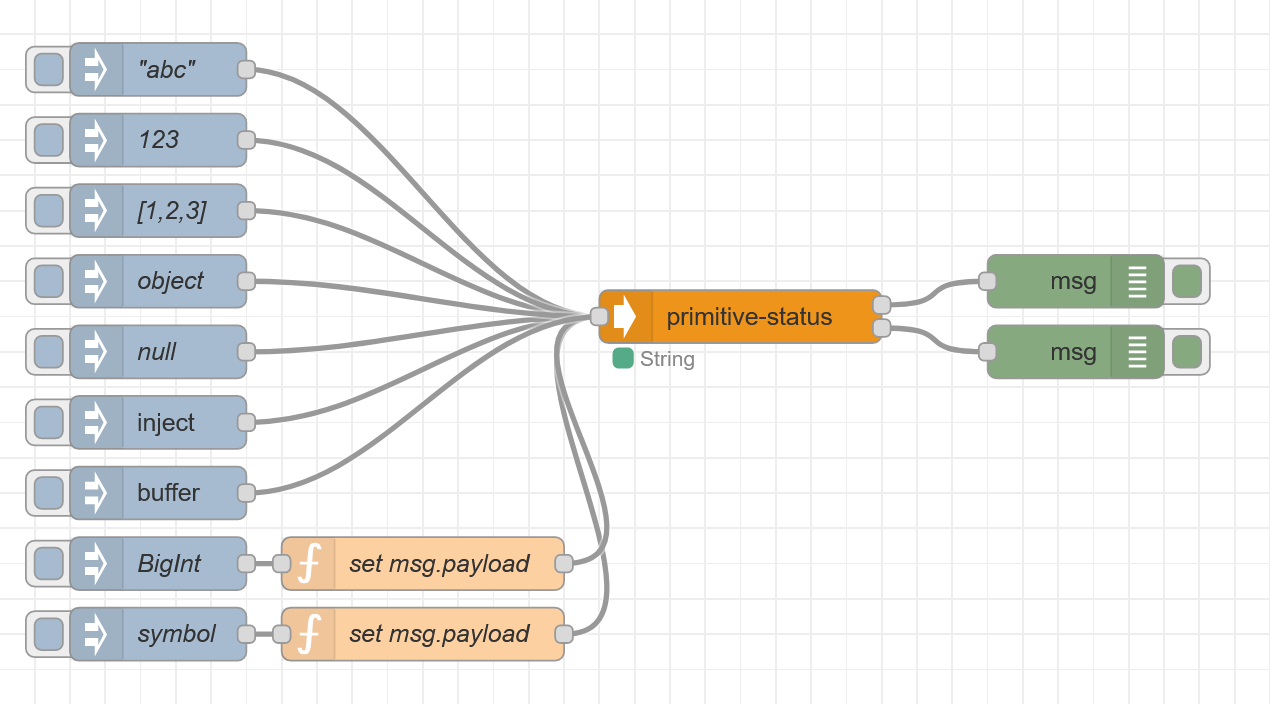 "abc"
123
[1,2,3]
object
null
inject
buffer
BigInt
symbol
set msg.payload
set msg.payload
primitive-status
String
msg
msg